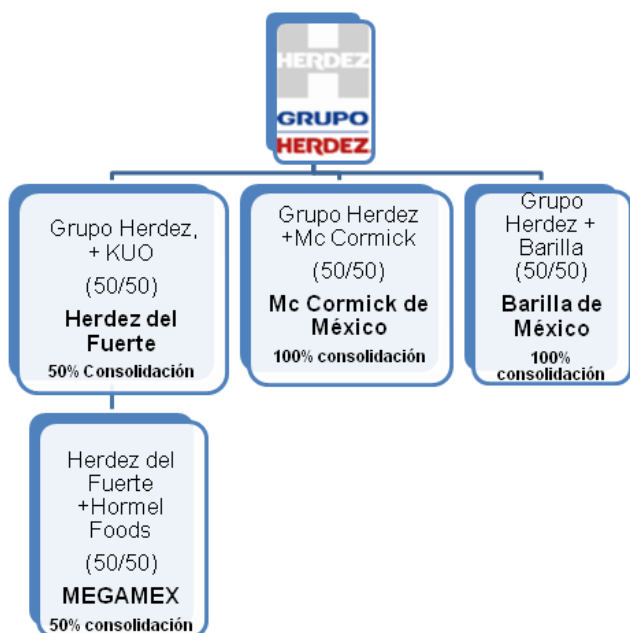 HERDEZ
GRUPO
HERDEZ
Grupo Herdez,
+ KUO
(50/50)
Herdez del
Fuerte
50% Consolidación
Grupo Herdez
+Mc Cormick
(50/50)
Mc Cormick de
México
100% consolidación
Grupo
Herdez +
Barilla
(50/50)
Barilla de
México
100%
consolidación
Herdez del
Fuerte
+Hormel
Foods
(50/50)
MEGAMEX
50% consolidación